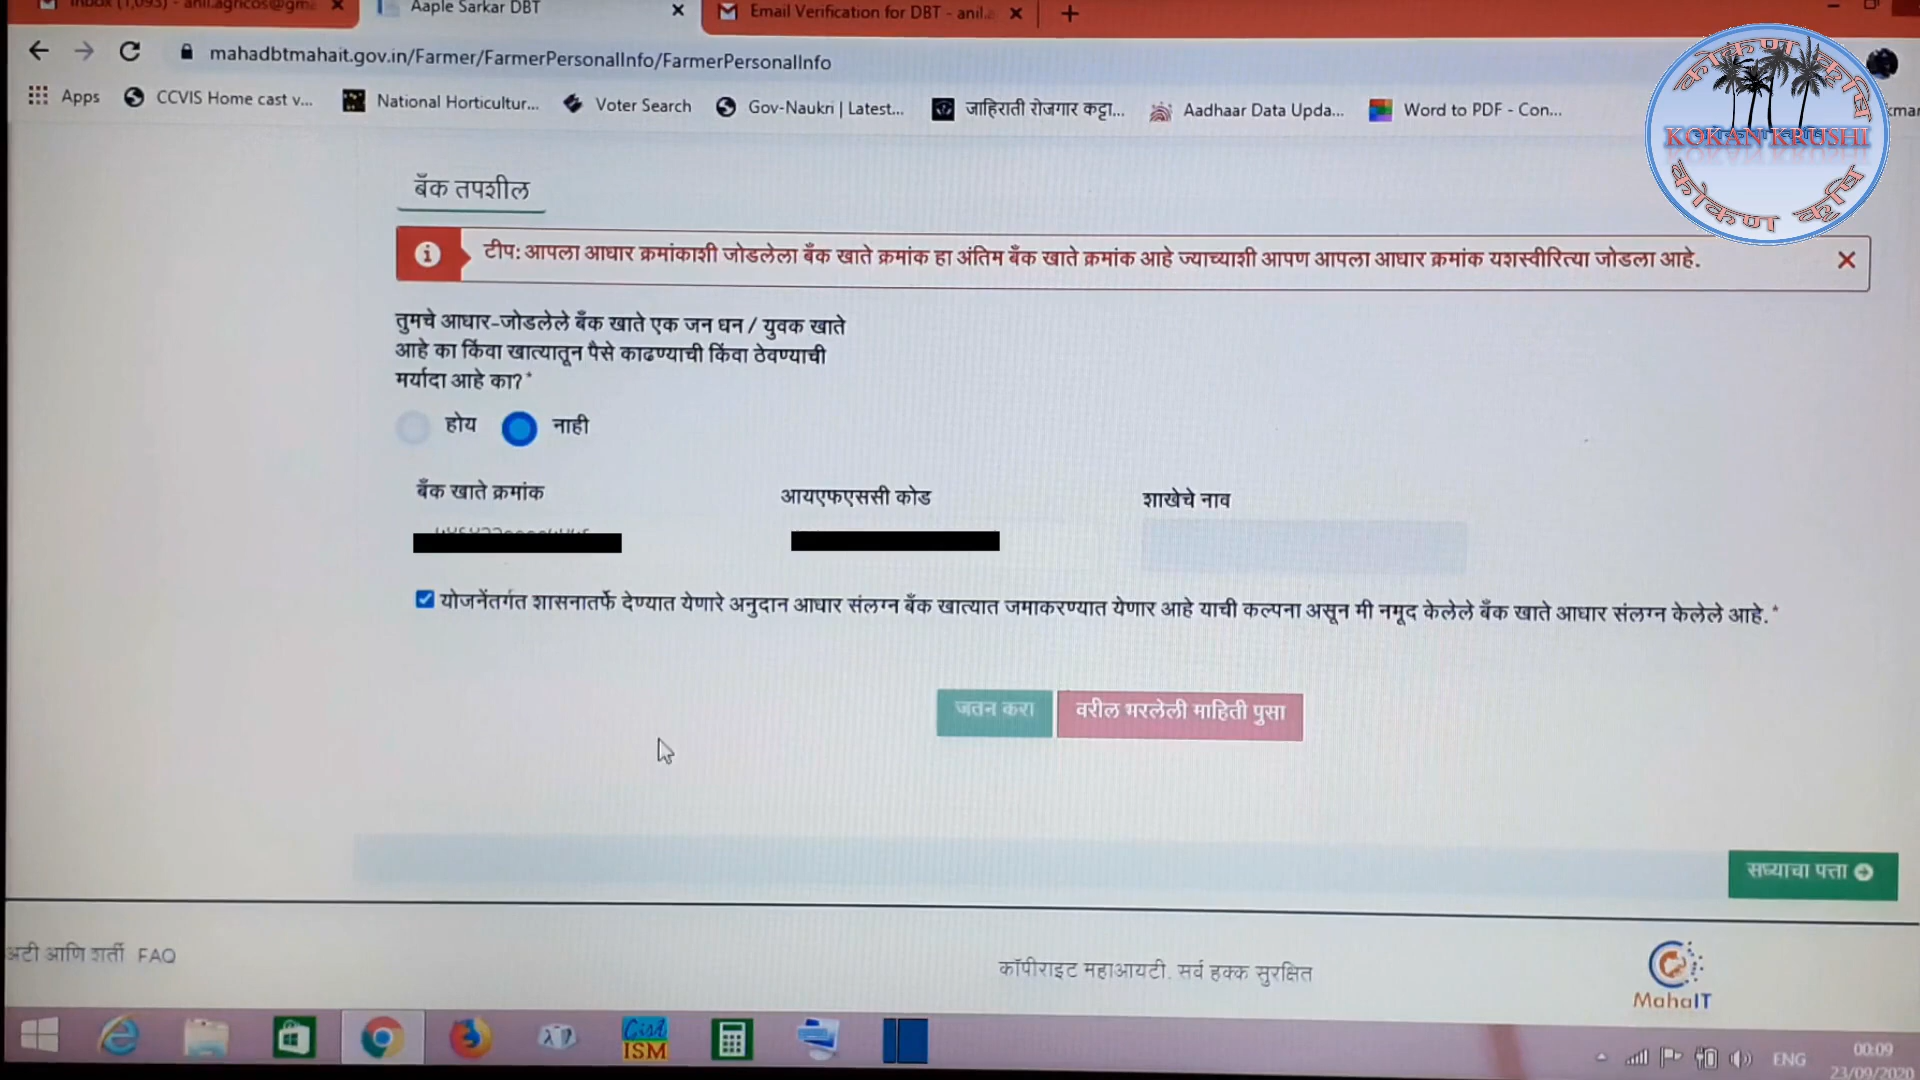 Aaple Sarkar DBT
Email Verification for DBT - anil.
mahadbtmahait.gov.in/Farmer/FarmerPersonalInfo/FarmerPersonalInfo
Apps CCVIS Home cast v... National Horticultur... Voter Search Gov-Naukri | Latest... जाहिराती रोजगार कट्टा... Aadhaar Data Upda... Word to PDF - Con...
कोकण कृषि
KOKAN KRUSHI
कोकण कृषि
बँक तपशील
टीप: आपला आधार क्रमांकाशी जोडलेला बँक खाते क्रमांक हा अंतिम बँक खाते क्रमांक आहे ज्याच्याशी आपण आपला आधार क्रमांक यशस्वीरित्या जोडला आहे.
तुमचे आधार-जोडलेले बँक खाते एक जन धन / युवक खाते
आहे का किंवा खात्यातून पैसे काढण्याची किंवा ठेवण्याची
मर्यादा आहे का?*
होय नाही
बँक खाते क्रमांक आयएफएससी कोड शाखेचे नाव
योजनेंतर्गत शासनातर्फे देण्यात येणारे अनुदान आधार संलग्न बँक खात्यात जमाकरण्यात येणार आहे याची कल्पना असून मी नमूद केलेले बँक खाते आधार संलग्न केलेले आहे.*
जतन करा वरील भरलेली माहिती पुसा
सध्याचा पत्ता
अटी आणि शर्ती FAQ
कॉपीराइट महाआयटी. सर्व हक्क सुरक्षित
MahaIT
ISM
ENG
00:09
23/09/2020